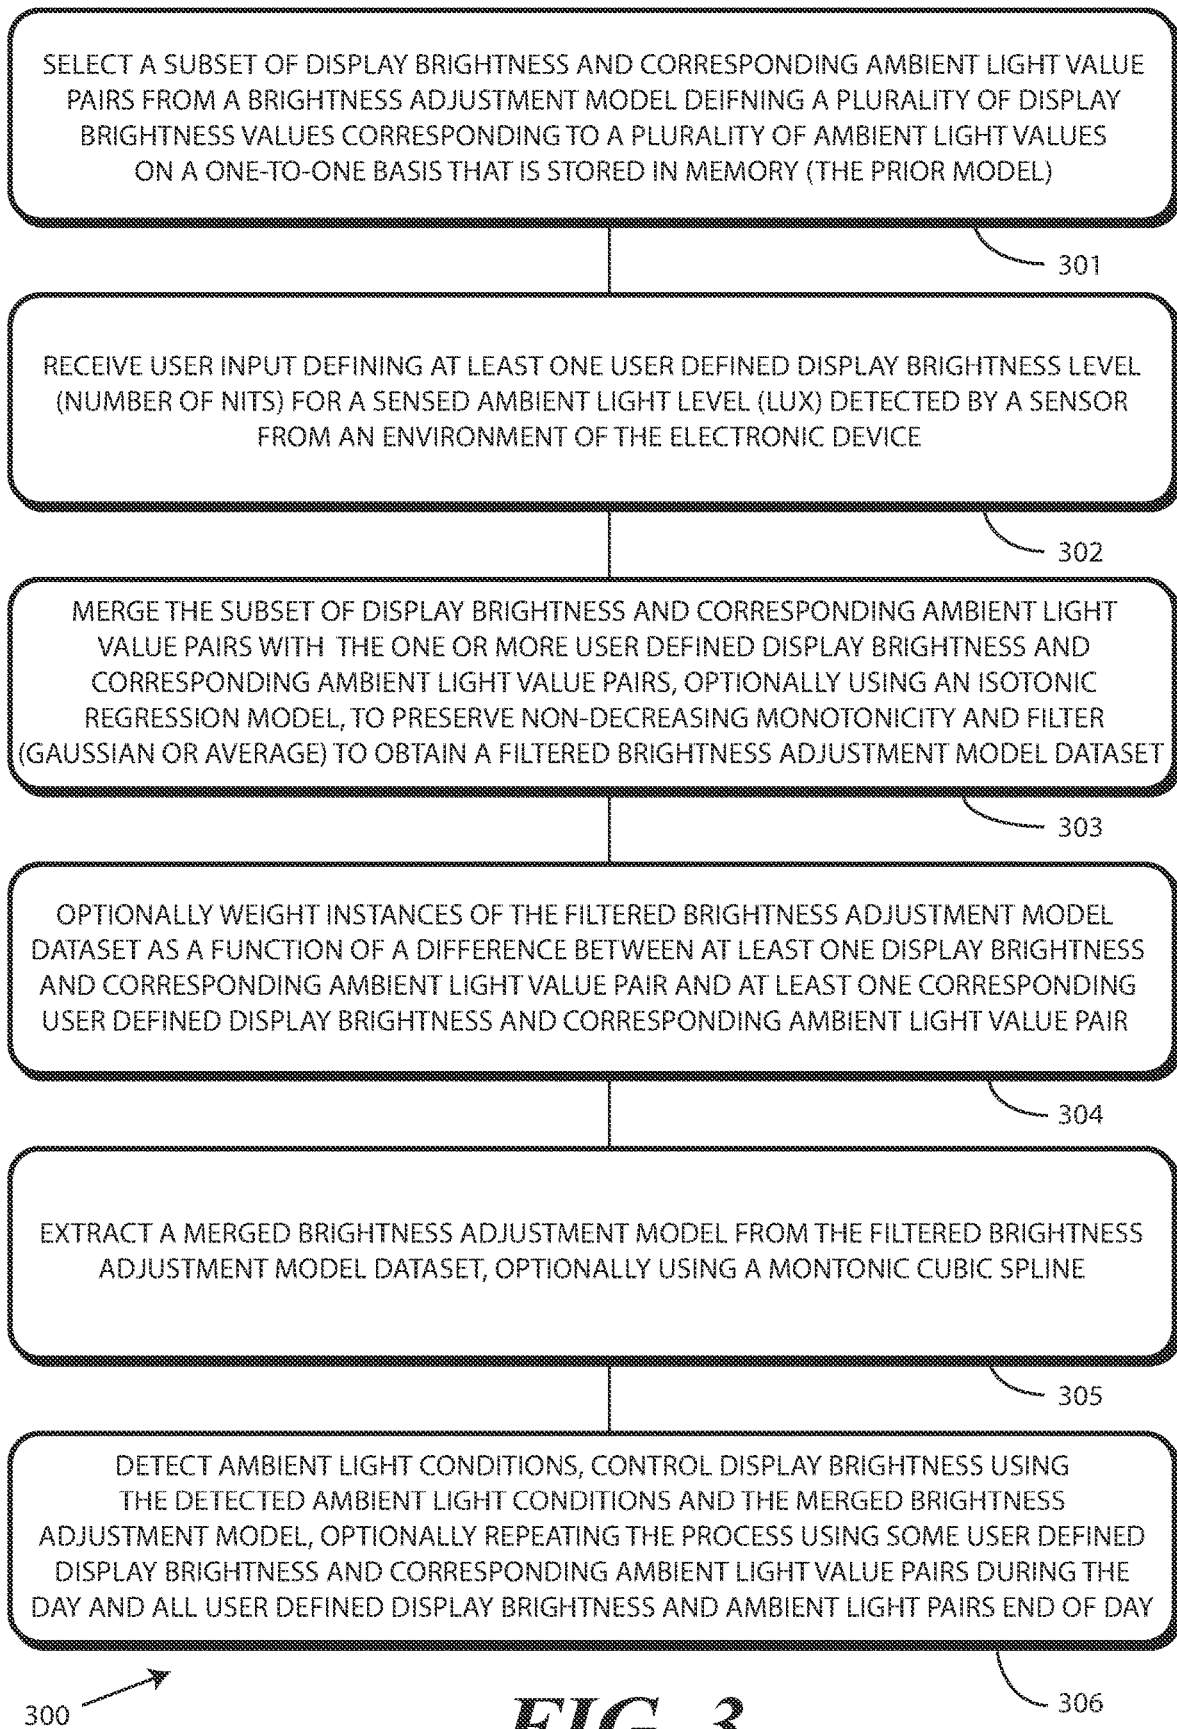 SELECT A SUBSET OF DISPLAY BRIGHTNESS AND CORRESPONDING AMBIENT LIGHT VALUE
PAIRS FROM A BRIGHTNESS ADJUSTMENT MODEL DEIFNING A PLURALITY OF DISPLAY
BRIGHTNESS VALUES CORRESPONDING TO A PLURALITY OF AMBIENT LIGHT VALUES
ON A ONE-TO-ONE BASIS THAT IS STORED IN MEMORY (THE PRIOR MODEL)
301
RECEIVE USER INPUT DEFINING AT LEAST ONE USER DEFINED DISPLAY BRIGHTNESS LEVEL
(NUMBER OF NITS) FOR A SENSED AMBIENT LIGHT LEVEL (LUX) DETECTED BY A SENSOR
FROM AN ENVIRONMENT OF THE ELECTRONIC DEVICE
302
MERGE THE SUBSET OF DISPLAY BRIGHTNESS AND CORRESPONDING AMBIENT LIGHT
VALUE PAIRS WITH THE ONE OR MORE USER DEFINED DISPLAY BRIGHTNESS AND
CORRESPONDING AMBIENT LIGHT VALUE PAIRS, OPTIONALLY USING AN ISOTONIC
REGRESSION MODEL, TO PRESERVE NON-DECREASING MONOTONICITY AND FILTER
(GAUSSIAN OR AVERAGE) TO OBTAIN A FILTERED BRIGHTNESS ADJUSTMENT MODEL DATASET
303
OPTIONALLY WEIGHT INSTANCES OF THE FILTERED BRIGHTNESS ADJUSTMENT MODEL
DATASET AS A FUNCTION OF A DIFFERENCE BETWEEN AT LEAST ONE DISPLAY BRIGHTNESS
AND CORRESPONDING AMBIENT LIGHT VALUE PAIR AND AT LEAST ONE CORRESPONDING
USER DEFINED DISPLAY BRIGHTNESS AND CORRESPONDING AMBIENT LIGHT VALUE PAIR
304
EXTRACT A MERGED BRIGHTNESS ADJUSTMENT MODEL FROM THE FILTERED BRIGHTNESS
ADJUSTMENT MODEL DATASET, OPTIONALLY USING A MONTONIC CUBIC SPLINE
305
DETECT AMBIENT LIGHT CONDITIONS, CONTROL DISPLAY BRIGHTNESS USING
THE DETECTED AMBIENT LIGHT CONDITIONS AND THE MERGED BRIGHTNESS
ADJUSTMENT MODEL, OPTIONALLY REPEATING THE PROCESS USING SOME USER DEFINED
DISPLAY BRIGHTNESS AND CORRESPONDING AMBIENT LIGHT VALUE PAIRS DURING THE
DAY AND ALL USER DEFINED DISPLAY BRIGHTNESS AND AMBIENT LIGHT PAIRS END OF DAY
306
300
FIG. 3